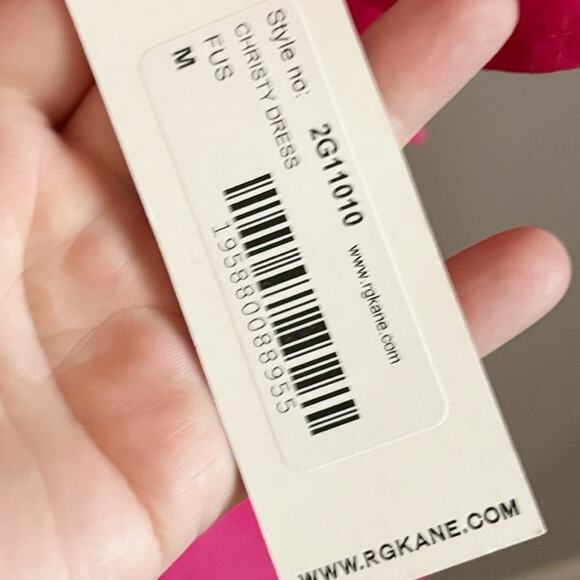 Style no: 2G11010
CHRISTY DRESS
FUS
M
195880088955
www.rgkane.com
WWW.RGKANE.COM